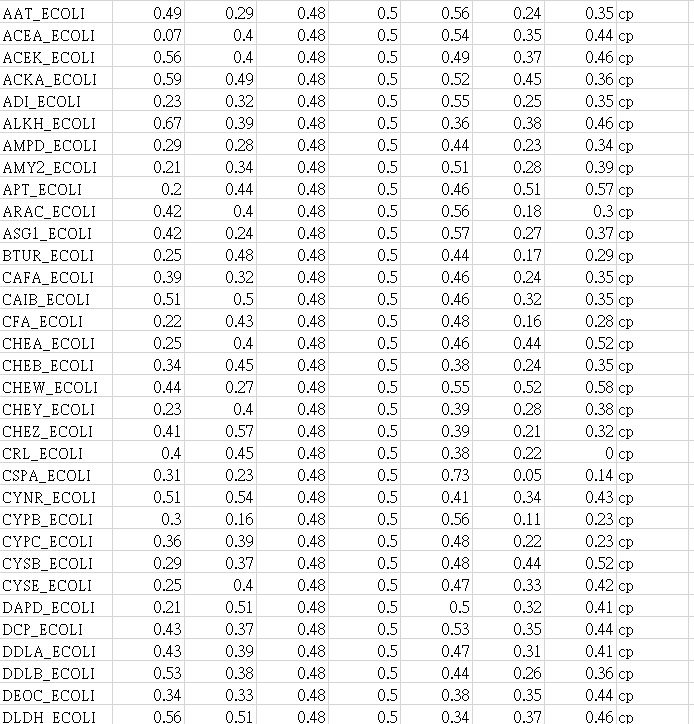 AAT_ECOLI 0.49 0.29 0.48 0.5 0.56 0.24 0.35 cp
ACEA_ECOLI 0.07 0.4 0.48 0.5 0.54 0.35 0.44 cp
ACEK_ECOLI 0.56 0.4 0.48 0.5 0.49 0.37 0.46 cp
ACKA_ECOLI 0.59 0.49 0.48 0.5 0.52 0.45 0.36 cp
ADI_ECOLI 0.23 0.32 0.48 0.5 0.55 0.25 0.35 cp
ALKH_ECOLI 0.67 0.39 0.48 0.5 0.36 0.38 0.46 cp
AMPD_ECOLI 0.29 0.28 0.48 0.5 0.44 0.23 0.34 cp
AMY2_ECOLI 0.21 0.34 0.48 0.5 0.51 0.28 0.39 cp
APT_ECOLI 0.2 0.44 0.48 0.5 0.46 0.51 0.57 cp
ARAC_ECOLI 0.42 0.4 0.48 0.5 0.56 0.18 0.3 cp
ASG1_ECOLI 0.42 0.24 0.48 0.5 0.57 0.27 0.37 cp
BTUR_ECOLI 0.25 0.48 0.48 0.5 0.44 0.17 0.29 cp
CAFA_ECOLI 0.39 0.32 0.48 0.5 0.46 0.24 0.35 cp
CAIB_ECOLI 0.51 0.5 0.48 0.5 0.46 0.32 0.35 cp
CFA_ECOLI 0.22 0.43 0.48 0.5 0.48 0.16 0.28 cp
CHEA_ECOLI 0.25 0.4 0.48 0.5 0.46 0.44 0.52 cp
CHEB_ECOLI 0.34 0.45 0.48 0.5 0.38 0.24 0.35 cp
CHEW_ECOLI 0.44 0.27 0.48 0.5 0.55 0.52 0.58 cp
CHEY_ECOLI 0.23 0.4 0.48 0.5 0.39 0.28 0.38 cp
CHEZ_ECOLI 0.41 0.57 0.48 0.5 0.39 0.21 0.32 cp
CRL_ECOLI 0.4 0.45 0.48 0.5 0.38 0.22 0 cp
CSPA_ECOLI 0.31 0.23 0.48 0.5 0.73 0.05 0.14 cp
CYNR_ECOLI 0.51 0.54 0.48 0.5 0.41 0.34 0.43 cp
CYPB_ECOLI 0.3 0.16 0.48 0.5 0.56 0.11 0.23 cp
CYPC_ECOLI 0.36 0.39 0.48 0.5 0.48 0.22 0.23 cp
CYSB_ECOLI 0.29 0.37 0.48 0.5 0.48 0.44 0.52 cp
CYSE_ECOLI 0.25 0.4 0.48 0.5 0.47 0.33 0.42 cp
DAPD_ECOLI 0.21 0.51 0.48 0.5 0.5 0.32 0.41 cp
DCP_ECOLI 0.43 0.37 0.48 0.5 0.53 0.35 0.44 cp
DDLA_ECOLI 0.43 0.39 0.48 0.5 0.47 0.31 0.41 cp
DDLB_ECOLI 0.53 0.38 0.48 0.5 0.44 0.26 0.36 cp
DEOC_ECOLI 0.34 0.33 0.48 0.5 0.38 0.35 0.44 cp
DLDH_ECOLI 0.56 0.51 0.48 0.5 0.34 0.37 0.46 cp